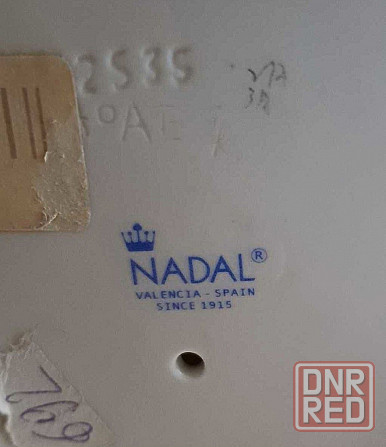 2535
NADAL®
VALENCIA - SPAIN
SINCE 1915
769
DNR
RED